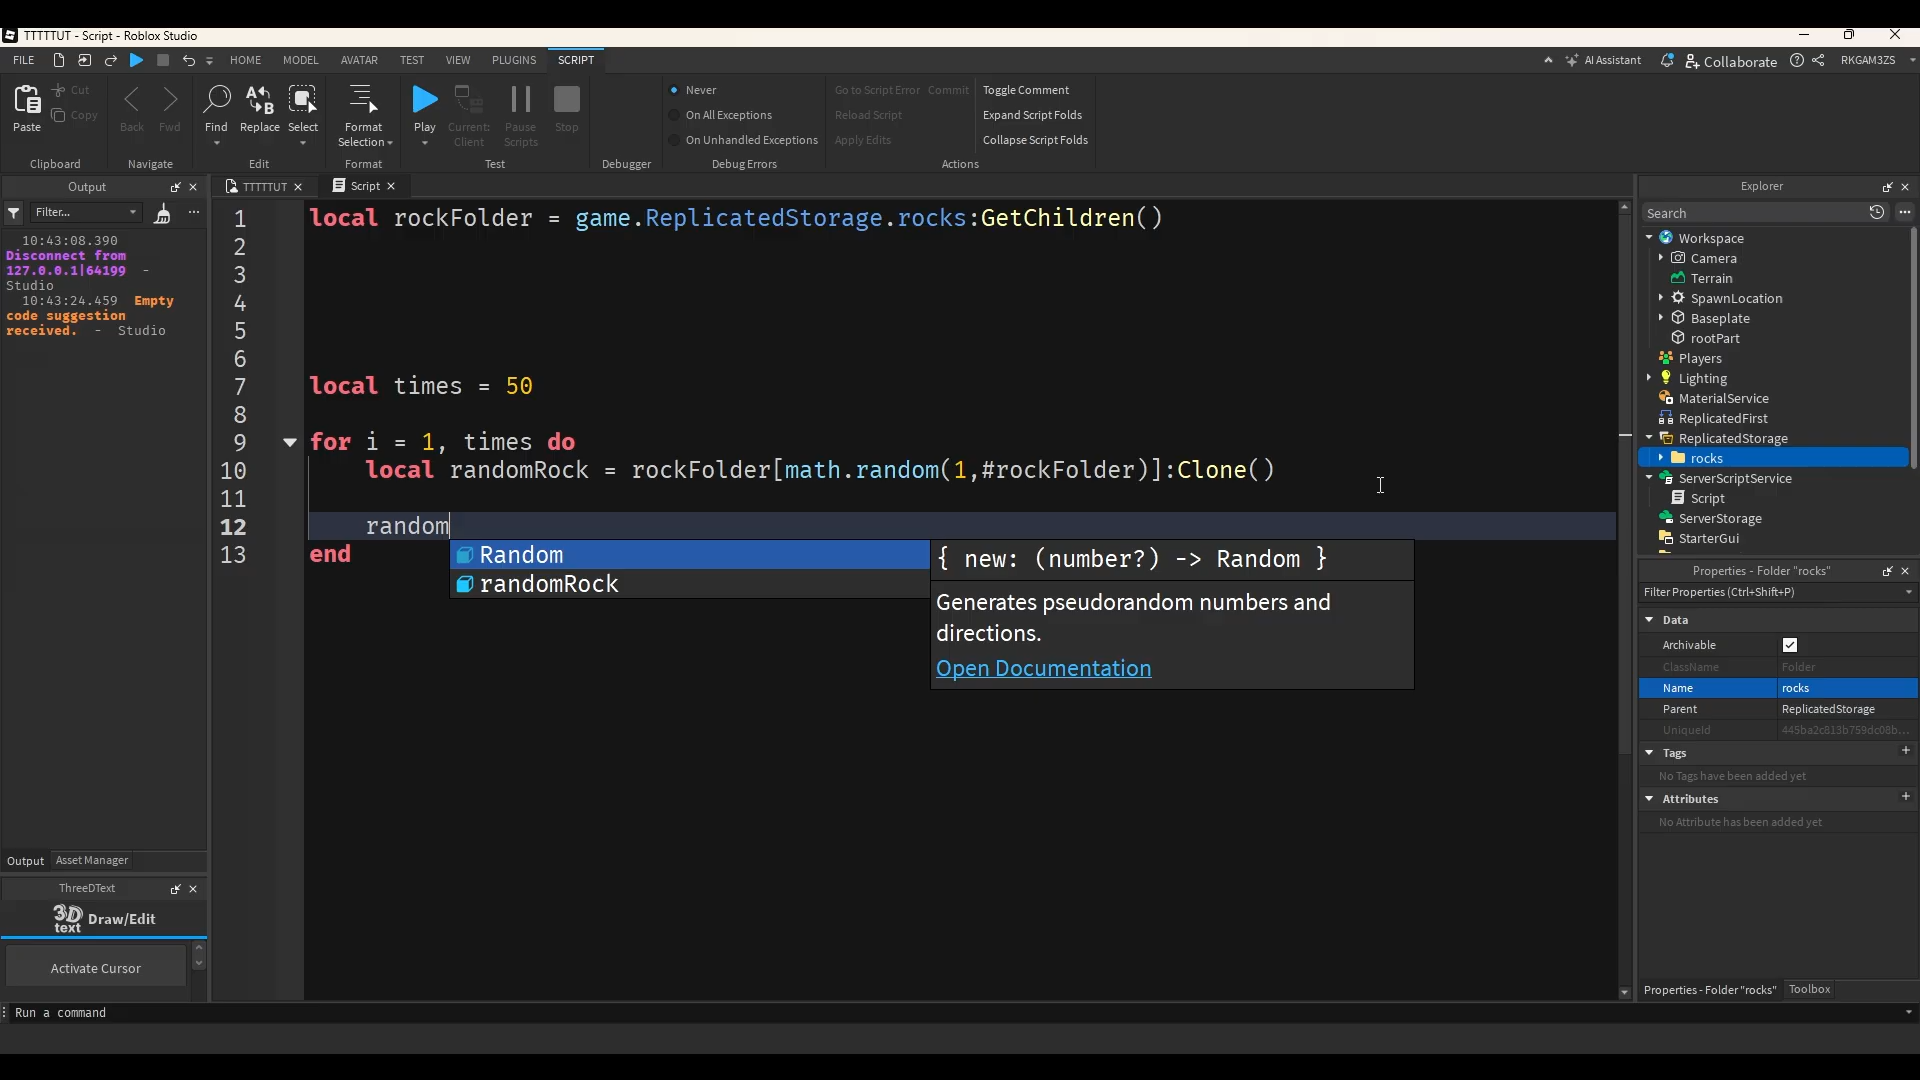 TTTTTUT - Script - Roblox Studio
FILE HOME MODEL AVATAR TEST VIEW PLUGINS SCRIPT AI Assistant Collaborate RKGAM3ZS
Paste Cut Copy Back Fwd Find Replace Select Format Selection Play Current: Client Pause Scripts Stop
Never
On All Exceptions
On Unhandled Exceptions
Go to Script Error Commit
Reload Script
Apply Edits
Toggle Comment
Expand Script Folds
Collapse Script Folds
Clipboard Navigate Edit Format Test Debugger Debug Errors Actions
Output
Filter...
10:43:08.390
Disconnect from
127.0.0.1|64199 -
Studio
10:43:24.459 Empty
code suggestion
received. - Studio
Output Asset Manager
ThreeDText
3D text Draw/Edit
Activate Cursor
TTTTTUT Script
1 local rockFolder = game.ReplicatedStorage.rocks:GetChildren()
2
3
4
5
6
7 local times = 50
8
9 for i = 1, times do
10 local randomRock = rockFolder[math.random(1,#rockFolder)]:Clone()
11
12 random
13 end
Random
randomRock
{ new: (number?) -> Random }
Generates pseudorandom numbers and
directions.
Open Documentation
Explorer
Search
Workspace
Camera
Terrain
SpawnLocation
Baseplate
rootPart
Players
Lighting
MaterialService
ReplicatedFirst
ReplicatedStorage
rocks
ServerScriptService
Script
ServerStorage
StarterGui
Properties - Folder "rocks"
Filter Properties (Ctrl+Shift+P)
Data
Archivable
ClassName Folder
Name rocks
Parent ReplicatedStorage
UniqueId 445ba2c813b759dc08b...
Tags +
No Tags have been added yet
Attributes +
No Attribute has been added yet
Properties - Folder "rocks" Toolbox
Run a command